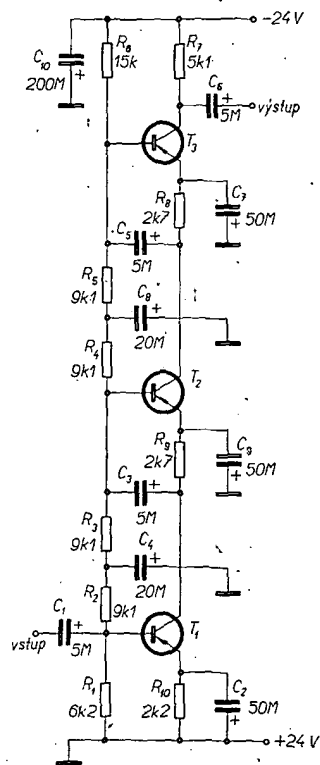 −24V
R6
15k
R7
5k1
C10
200M
C6
5M
výstup
T3
C7
50M
R8
2k7
C5
5M
R5
9k1
C8
20M
R4
9k1
T2
R9
2k7
C9
50M
C3
5M
R3
9k1
C4
20M
R2
9k1
C1
5M
vstup
T1
R1
6k2
R10
2k2
C2
50M
+24V